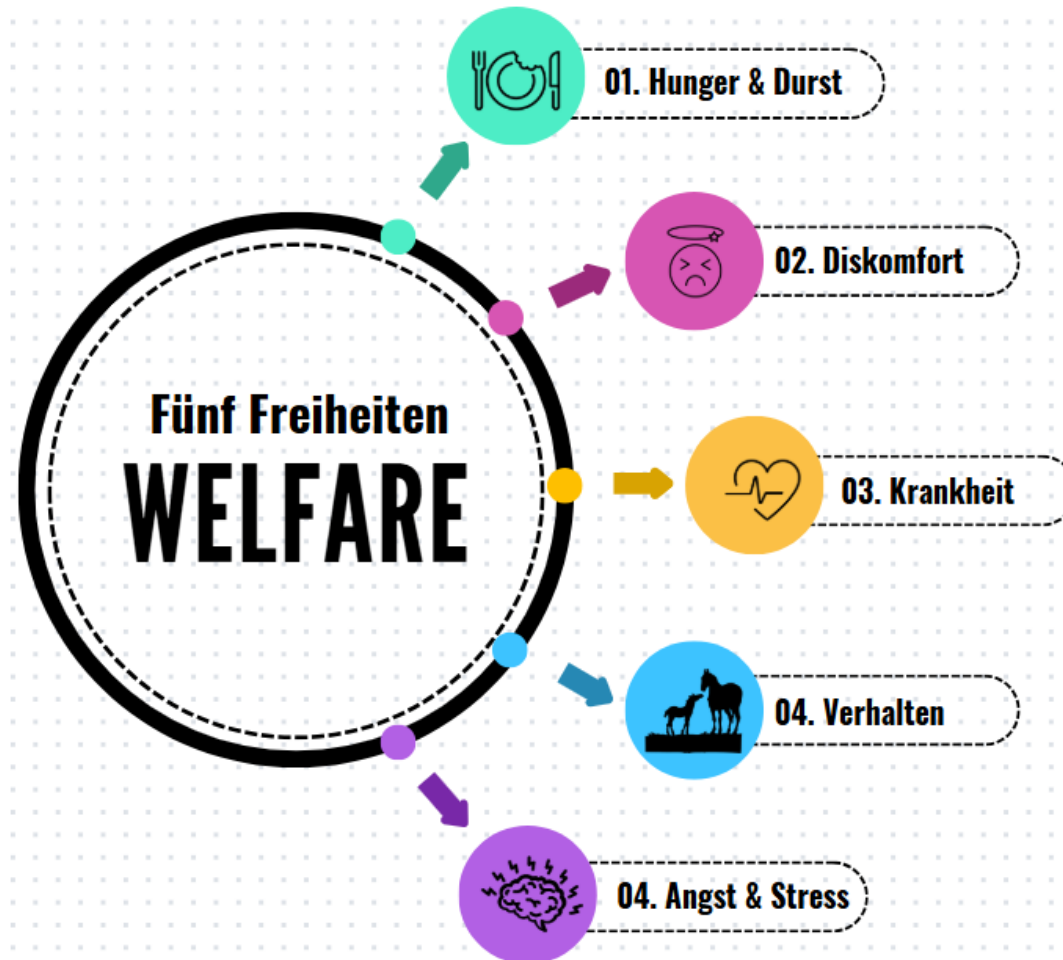 01. Hunger & Durst
02. Diskomfort
Fünf Freiheiten
WELFARE
03. Krankheit
04. Verhalten
04. Angst & Stress